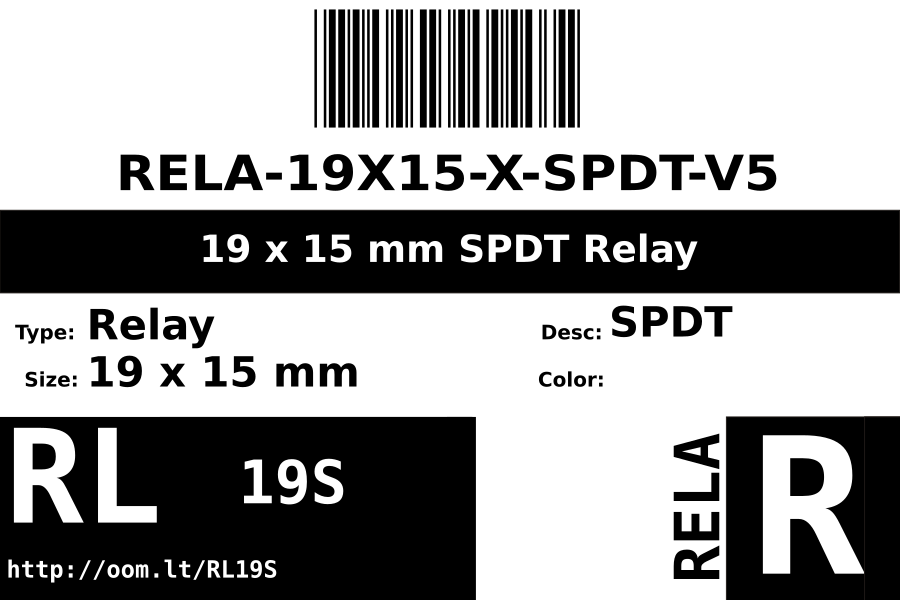 RELA-19X15-X-SPDT-V5
19 x 15 mm SPDT Relay
Type: Relay
Desc: SPDT
Size: 19 x 15 mm
Color:
RL
19S
http://oom.lt/RL19S
RELA
R